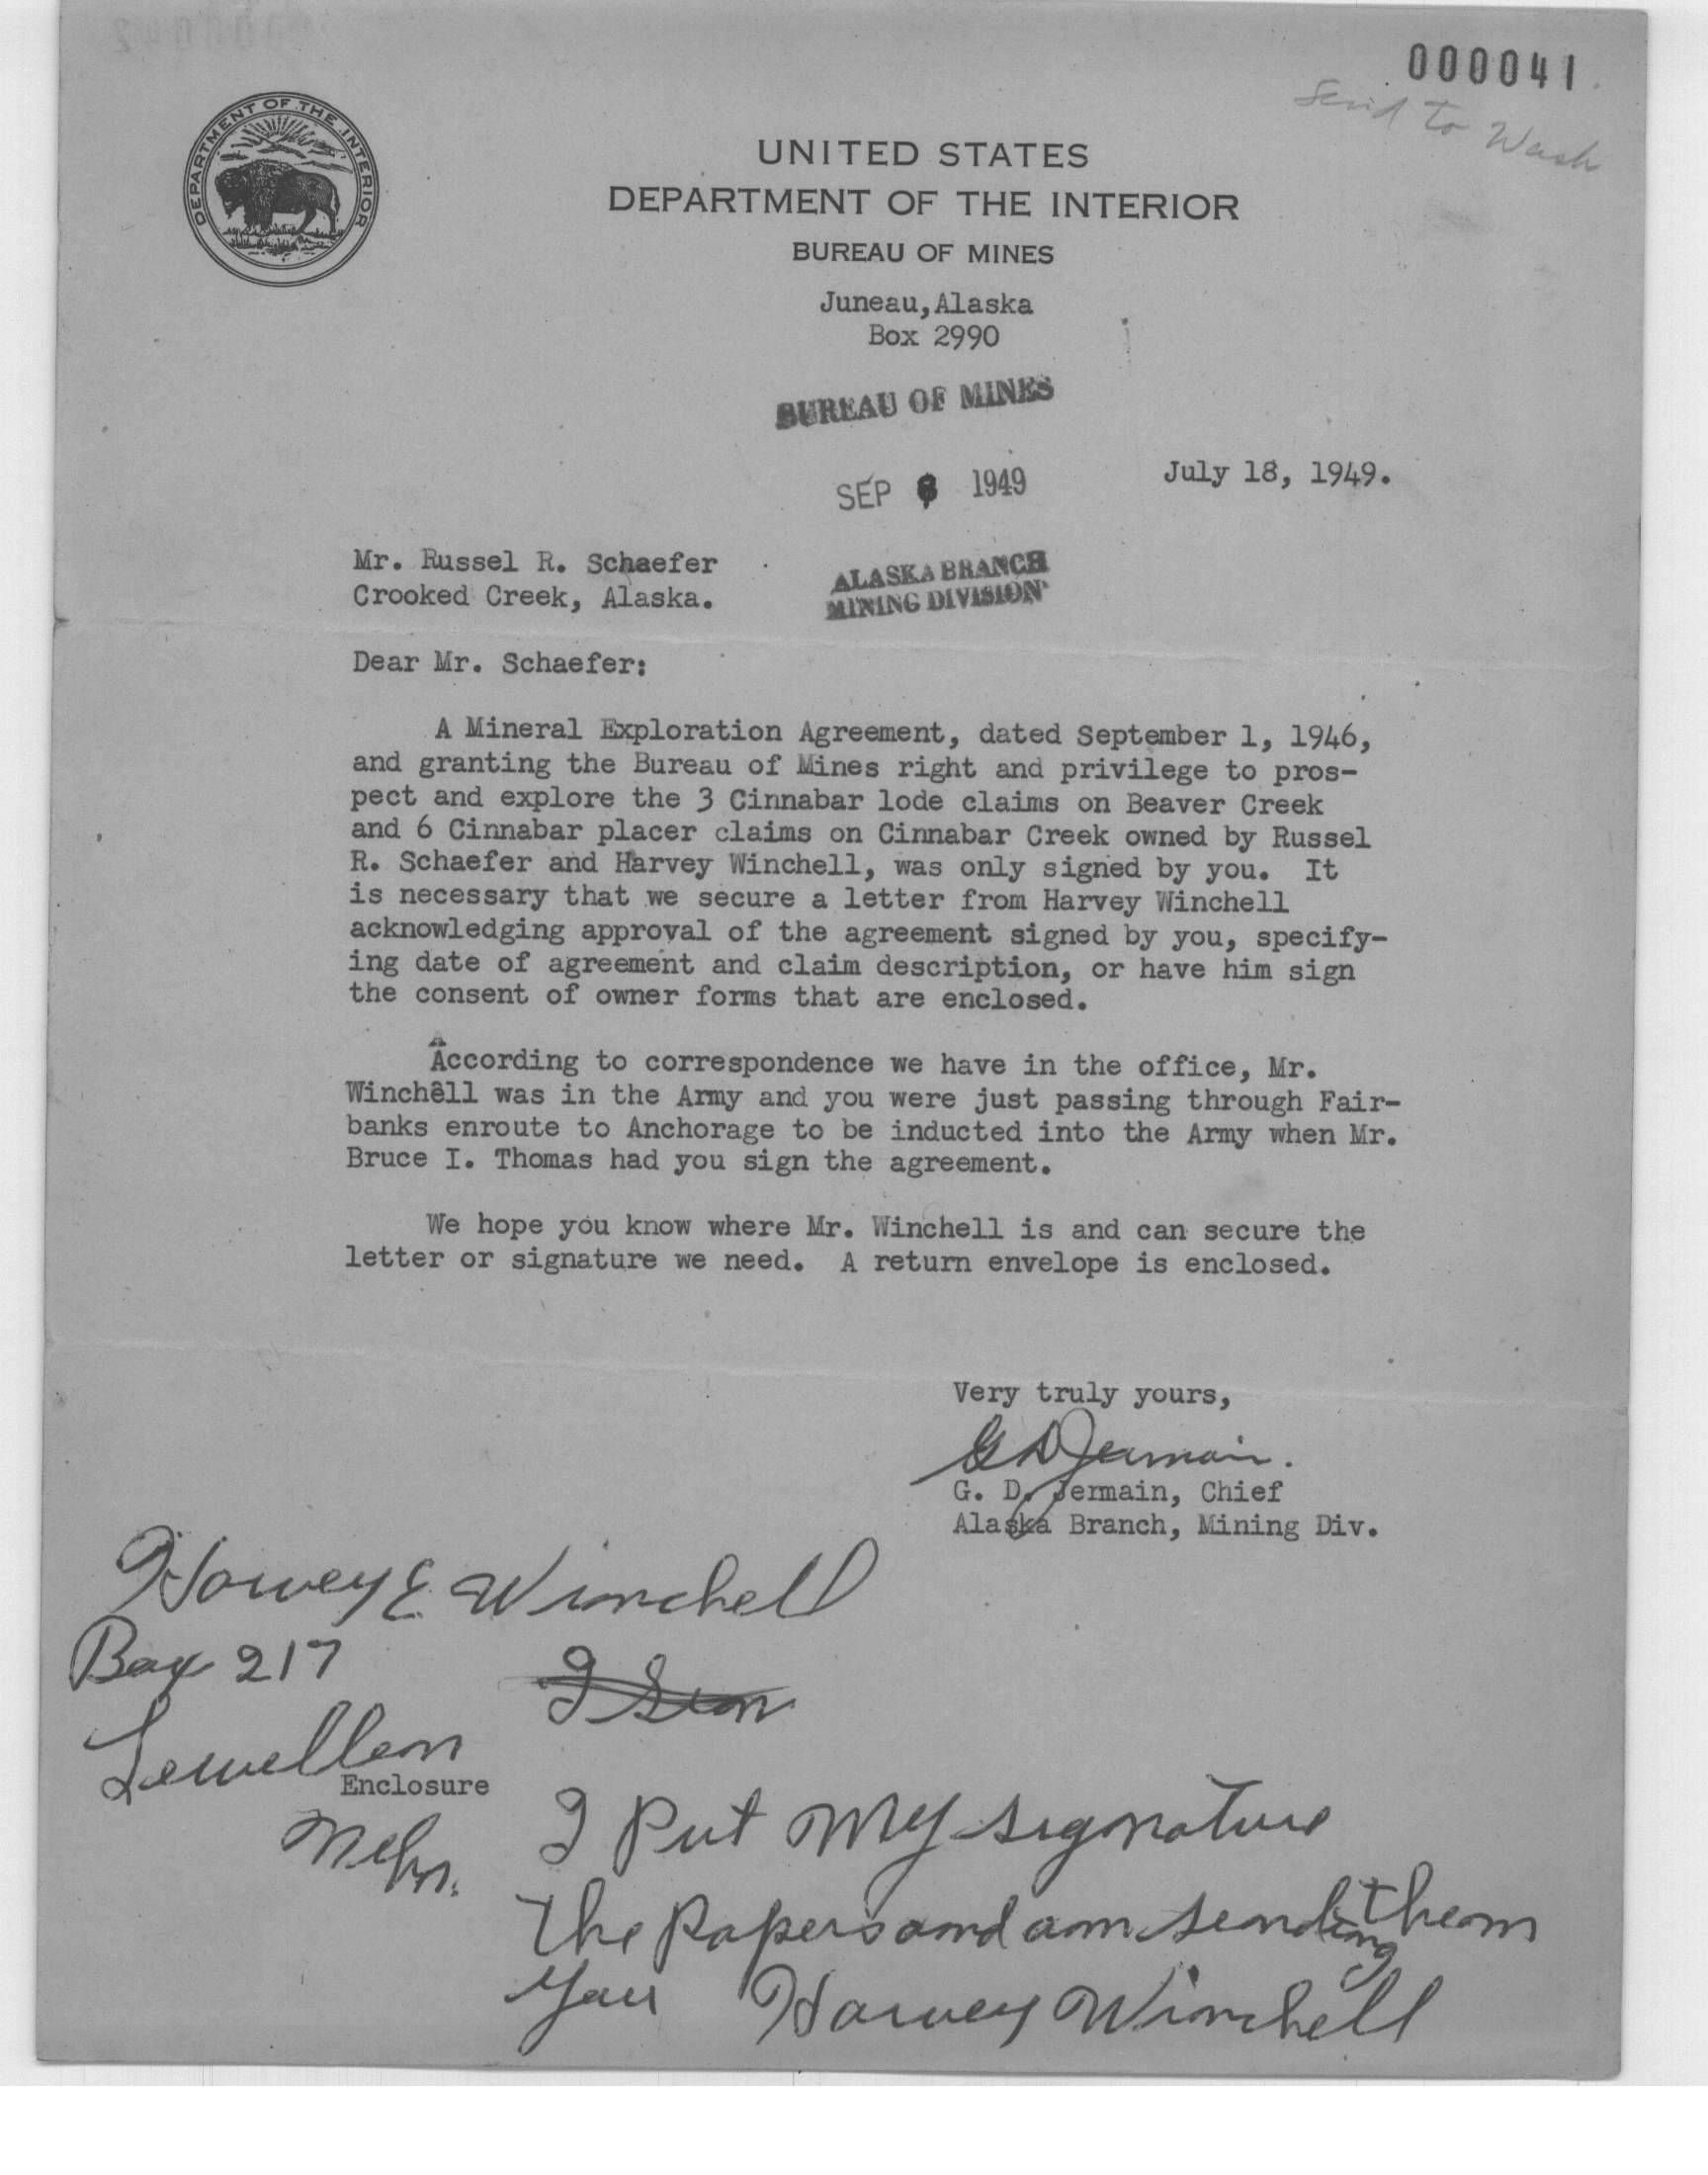 000041
Send to Wash
DEPARTMENT OF THE INTERIOR
UNITED STATES
DEPARTMENT OF THE INTERIOR
BUREAU OF MINES
Juneau, Alaska
Box 2990
BUREAU OF MINES
SEP 1949
July 18, 1949.
Mr. Russel R. Schaefer
Crooked Creek, Alaska.
ALASKA BRANCH
MINING DIVISION
Dear Mr. Schaefer:
A Mineral Exploration Agreement, dated September 1, 1946,
and granting the Bureau of Mines right and privilege to pros-
pect and explore the 3 Cinnabar lode claims on Beaver Creek
and 6 Cinnabar placer claims on Cinnabar Creek owned by Russel
R. Schaefer and Harvey Winchell, was only signed by you. It
is necessary that we secure a letter from Harvey Winchell
acknowledging approval of the agreement signed by you, specify-
ing date of agreement and claim description, or have him sign
the consent of owner forms that are enclosed.
According to correspondence we have in the office, Mr.
Winchell was in the Army and you were just passing through Fair-
banks enroute to Anchorage to be inducted into the Army when Mr.
Bruce I. Thomas had you sign the agreement.
We hope you know where Mr. Winchell is and can secure the
letter or signature we need. A return envelope is enclosed.
Very truly yours,
G D Jermain.
G. D. Jermain, Chief
Alaska Branch, Mining Div.
Harvey E Winchell
Box 217
Lewellen
Enclosure
Nebr.
I put my signature
the papers and am sending them
you Harvey Winchell